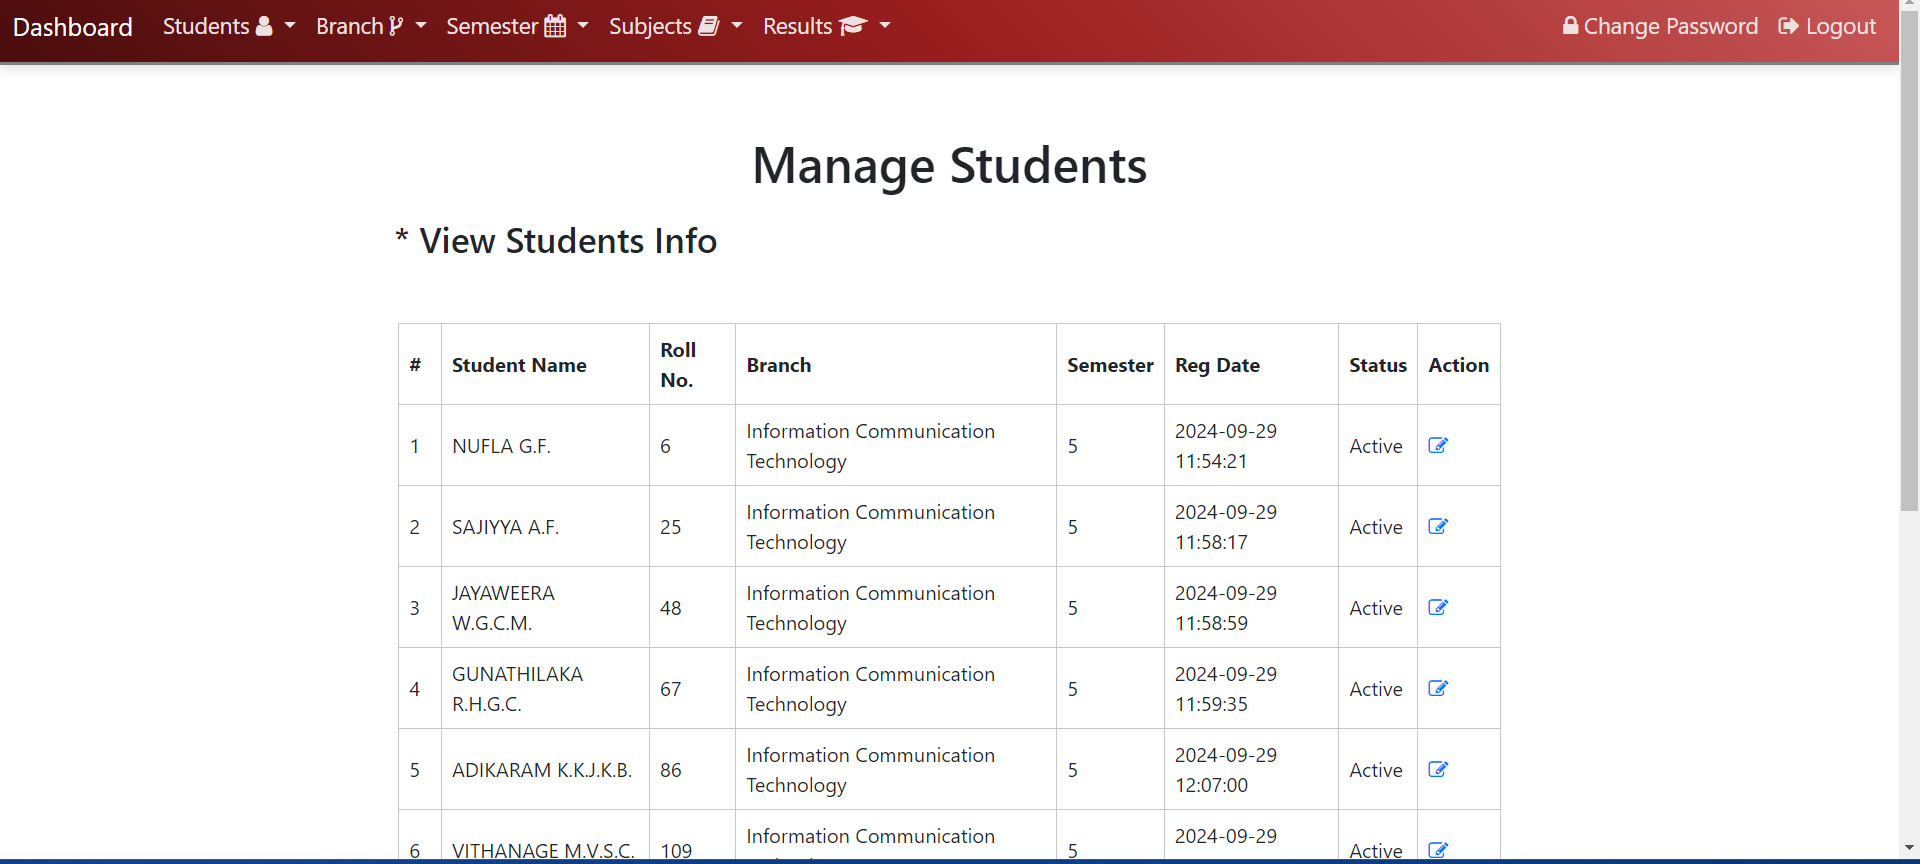 Dashboard Students Branch Semester Subjects Results Change Password Logout
Manage Students
* View Students Info
# Student Name Roll No. Branch Semester Reg Date Status Action
1 NUFLA G.F. 6 Information Communication Technology 5 2024-09-29 11:54:21 Active
2 SAJIYYA A.F. 25 Information Communication Technology 5 2024-09-29 11:58:17 Active
3 JAYAWEERA W.G.C.M. 48 Information Communication Technology 5 2024-09-29 11:58:59 Active
4 GUNATHILAKA R.H.G.C. 67 Information Communication Technology 5 2024-09-29 11:59:35 Active
5 ADIKARAM K.K.J.K.B. 86 Information Communication Technology 5 2024-09-29 12:07:00 Active
6 VITHANAGE M.V.S.C. 109 Information Communication 5 2024-09-29 Active